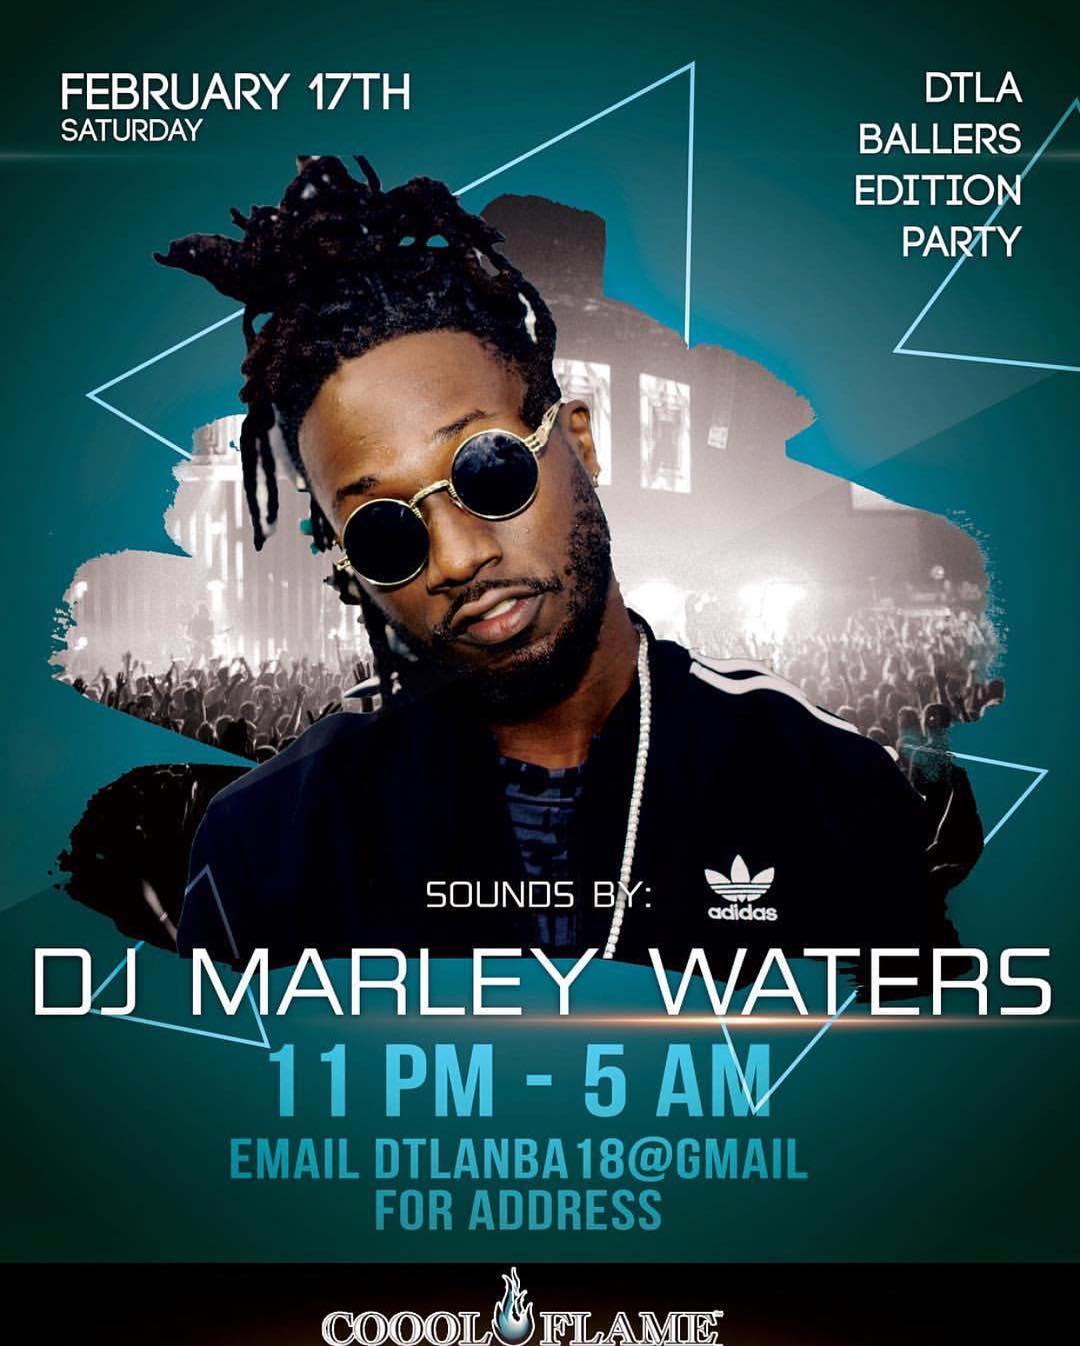 FEBRUARY 17TH
SATURDAY
DTLA
BALLERS
EDITION
PARTY
SOUNDS BY:
adidas
DJ MARLEY WATERS
11 PM - 5 AM
EMAIL DTLANBA18@GMAIL
FOR ADDRESS
COOOL FLAME